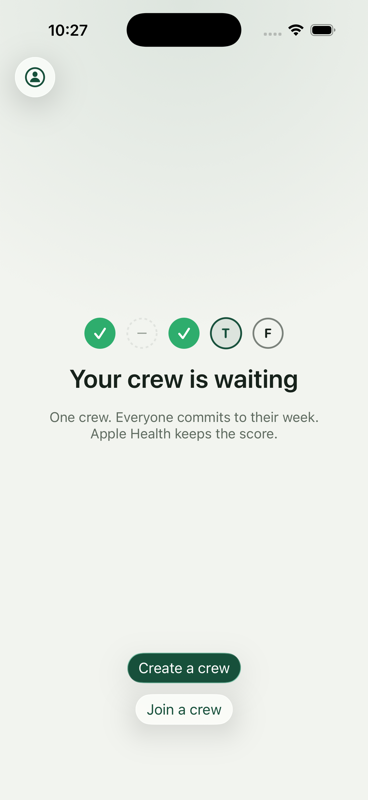 10:27
T
F
Your crew is waiting
One crew. Everyone commits to their week.
Apple Health keeps the score.
Create a crew
Join a crew